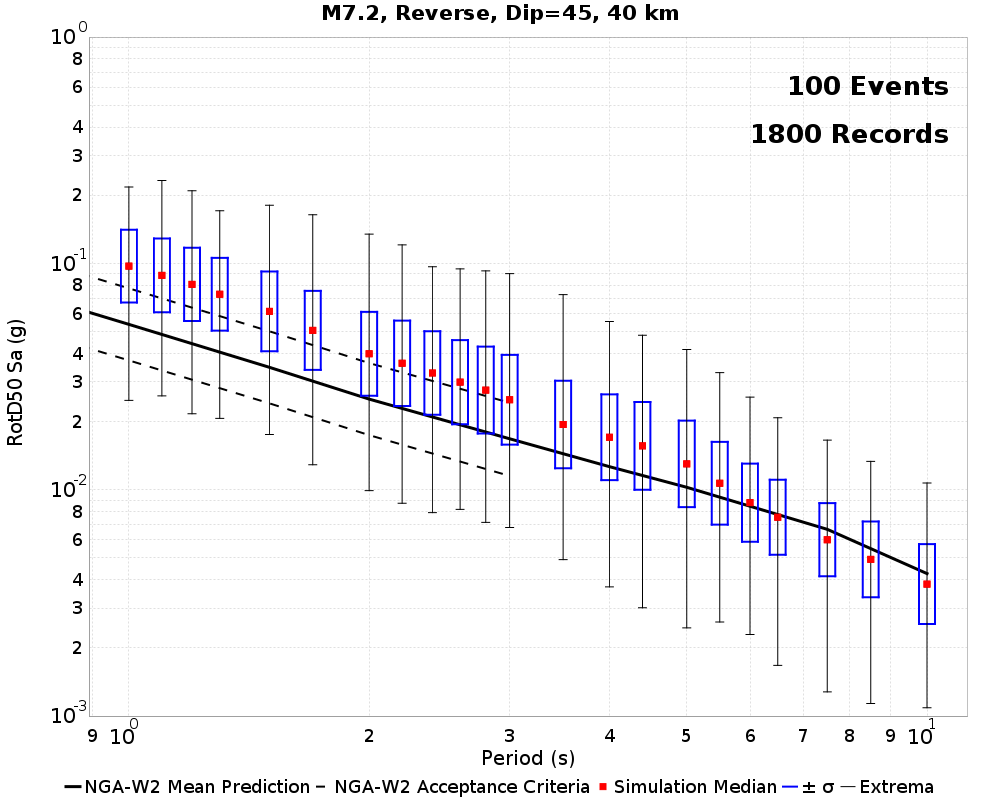 M7.2, Reverse, Dip=45, 40 km
100 Events
1800 Records
RotD50 Sa (g)
10^0
8
6
4
3
2
10^-1
8
6
4
3
2
10^-2
8
6
4
3
2
10^-3
9 10^0 2 3 4 5 6 7 8 9 10^1
Period (s)
NGA-W2 Mean Prediction NGA-W2 Acceptance Criteria Simulation Median ± σ Extrema